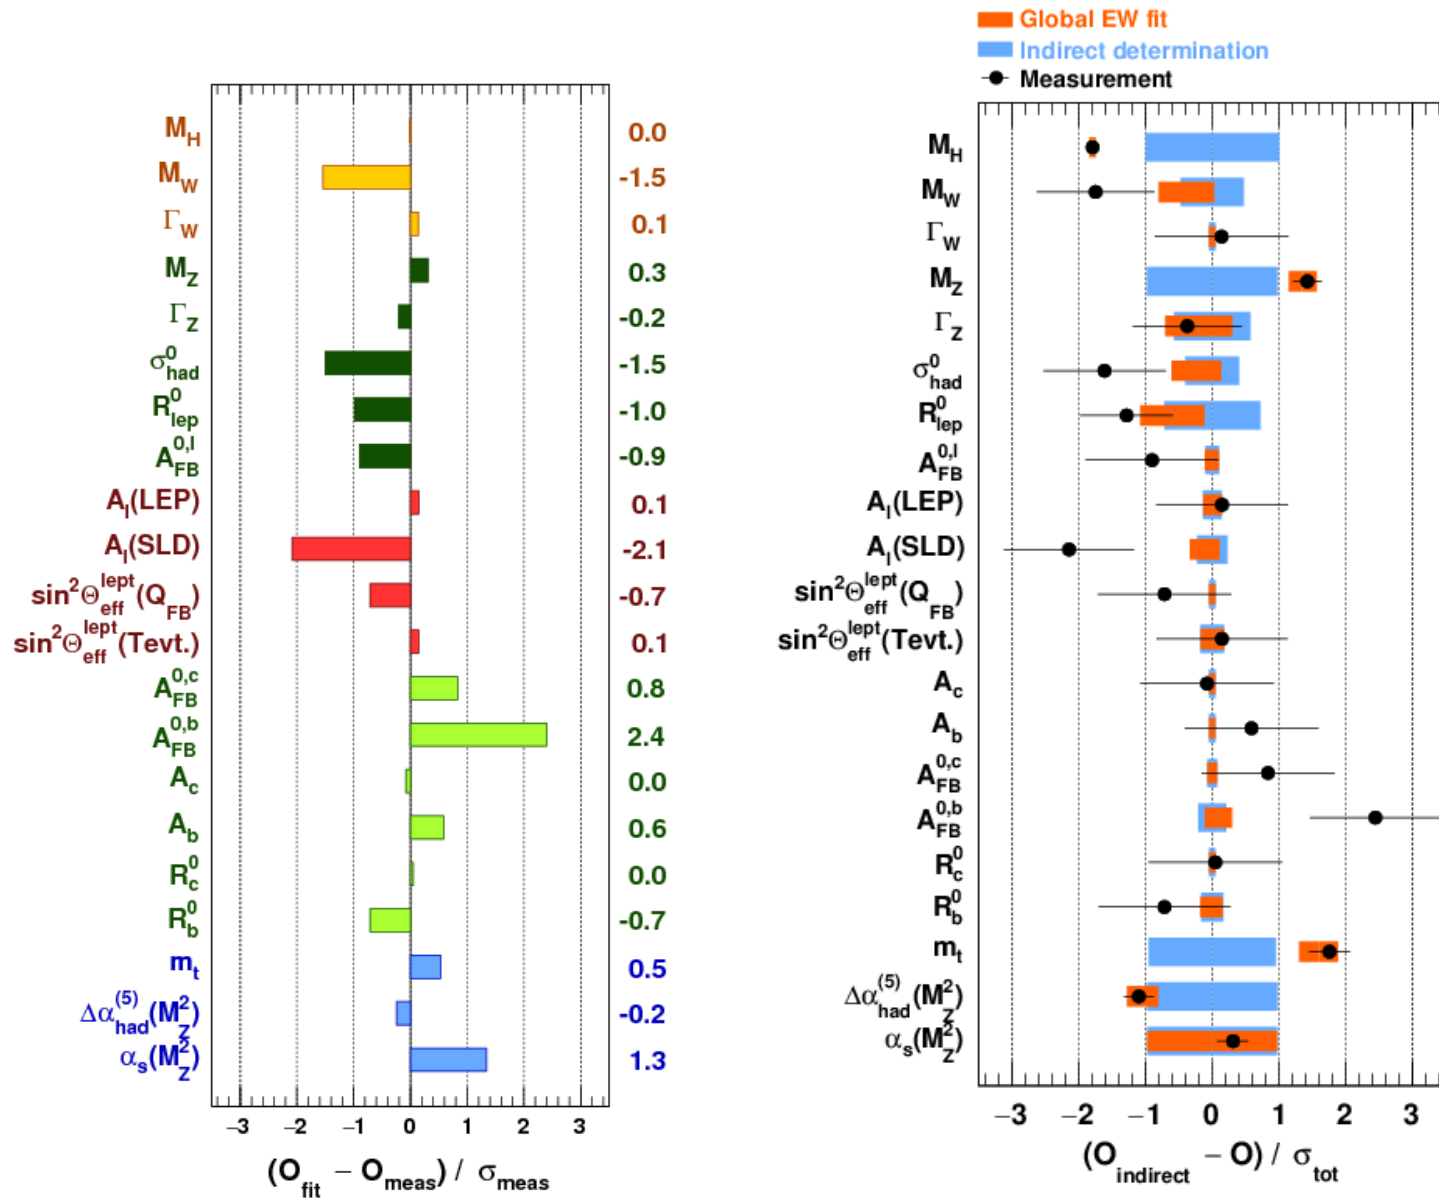 Global EW fit
Indirect determination
Measurement
M_H 0.0
M_W -1.5
Γ_W 0.1
M_Z 0.3
Γ_Z -0.2
σ^0_had -1.5
R^0_lep -1.0
A^{0,l}_FB -0.9
A_l(LEP) 0.1
A_l(SLD) -2.1
sin²Θ^lept_eff(Q_FB) -0.7
sin²Θ^lept_eff(Tevt.) 0.1
A^{0,c}_FB 0.8
A^{0,b}_FB 2.4
A_c 0.0
A_b 0.6
R^0_c 0.0
R^0_b -0.7
m_t 0.5
Δα^(5)_had(M²_Z) -0.2
α_s(M²_Z) 1.3
−3 −2 −1 0 1 2 3
(O_fit − O_meas) / σ_meas
M_H
M_W
Γ_W
M_Z
Γ_Z
σ^0_had
R^0_lep
A^{0,l}_FB
A_l(LEP)
A_l(SLD)
sin²Θ^lept_eff(Q_FB)
sin²Θ^lept_eff(Tevt.)
A_c
A_b
A^{0,c}_FB
A^{0,b}_FB
R^0_c
R^0_b
m_t
Δα^(5)_had(M²_Z)
α_s(M²_Z)
−3 −2 −1 0 1 2 3
(O_indirect − O) / σ_tot